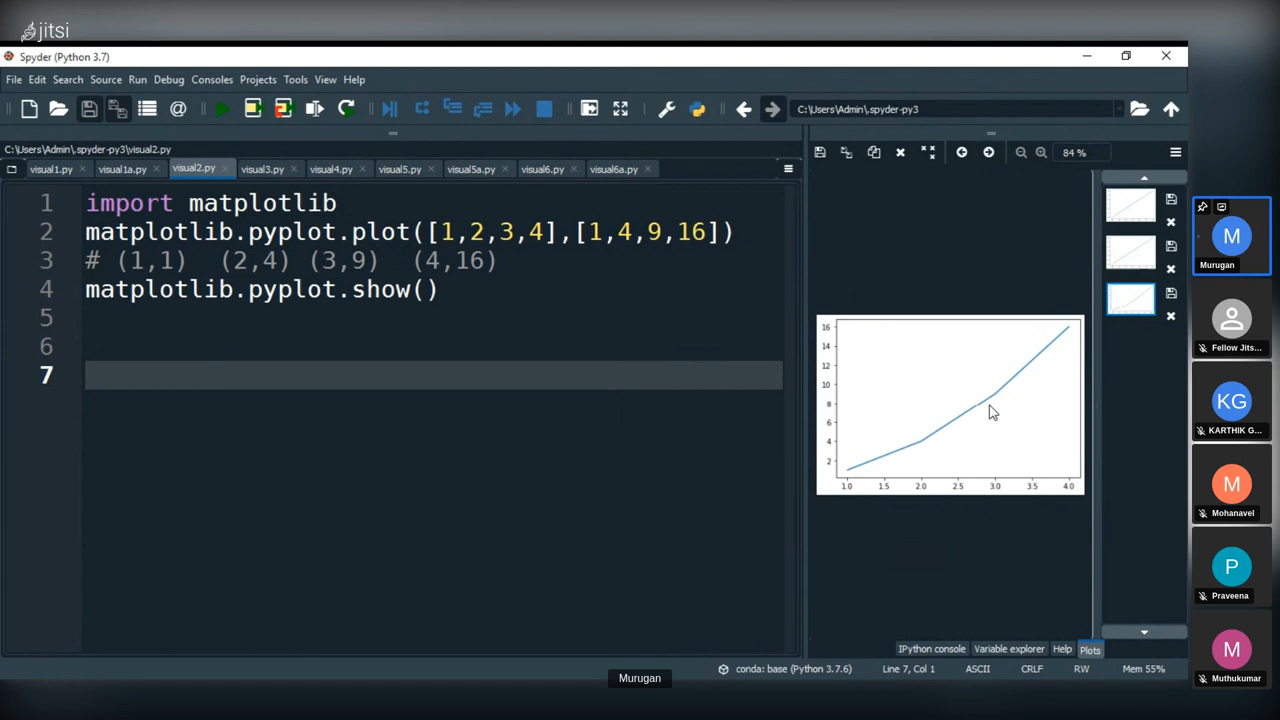 jitsi
Spyder (Python 3.7)
File Edit Search Source Run Debug Consoles Projects Tools View Help
C:\Users\Admin\.spyder-py3
C:\Users\Admin\.spyder-py3\visual2.py
visual1.py visual1a.py visual2.py visual3.py visual4.py visual5.py visual5a.py visual6.py visual6a.py
84 %
1 import matplotlib
2 matplotlib.pyplot.plot([1,2,3,4],[1,4,9,16])
3 # (1,1) (2,4) (3,9) (4,16)
4 matplotlib.pyplot.show()
5
6
7
16
14
12
10
8
6
4
2
1.0 1.5 2.0 2.5 3.0 3.5 4.0
IPython console Variable explorer Help Plots
conda: base (Python 3.7.6) Line 7, Col 1 ASCII CRLF RW Mem 55%
Murugan
M
Murugan
Fellow Jits...
KG
KARTHIK G...
M
Mohanavel
P
Praveena
M
Muthukumar